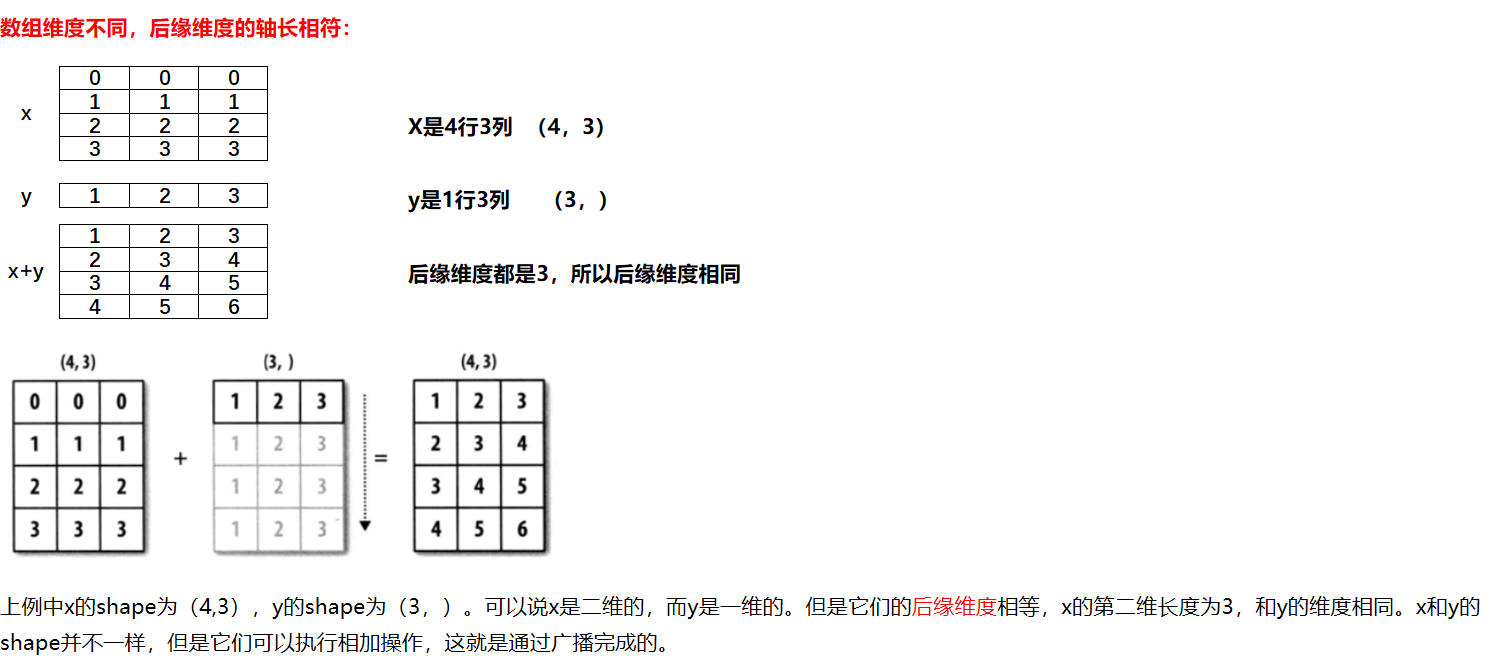 数组维度不同，后缀维度的轴长相符：
0 0 0
1 1 1
x
X是4行3列 （4，3）
2 2 2
3 3 3
y 1 2 3
y是1行3列 （3，）
1 2 3
2 3 4
x+y
后缀维度都是3，所以后缀维度相同
3 4 5
4 5 6
(4,3) (3, ) (4,3)
0 0 0 1 2 3 1 2 3
1 1 1 1 2 3 2 3 4
+ =
2 2 2 1 2 3 3 4 5
3 3 3 1 2 3 4 5 6
上例中x的shape为（4,3），y的shape为（3，）。可以说x是二维的，而y是一维的。但是它们的后缀维度相等，x的第二维长度为3，和y的维度相同。x和y的
shape并不一样，但是它们可以执行相加操作，这就是通过广播完成的。